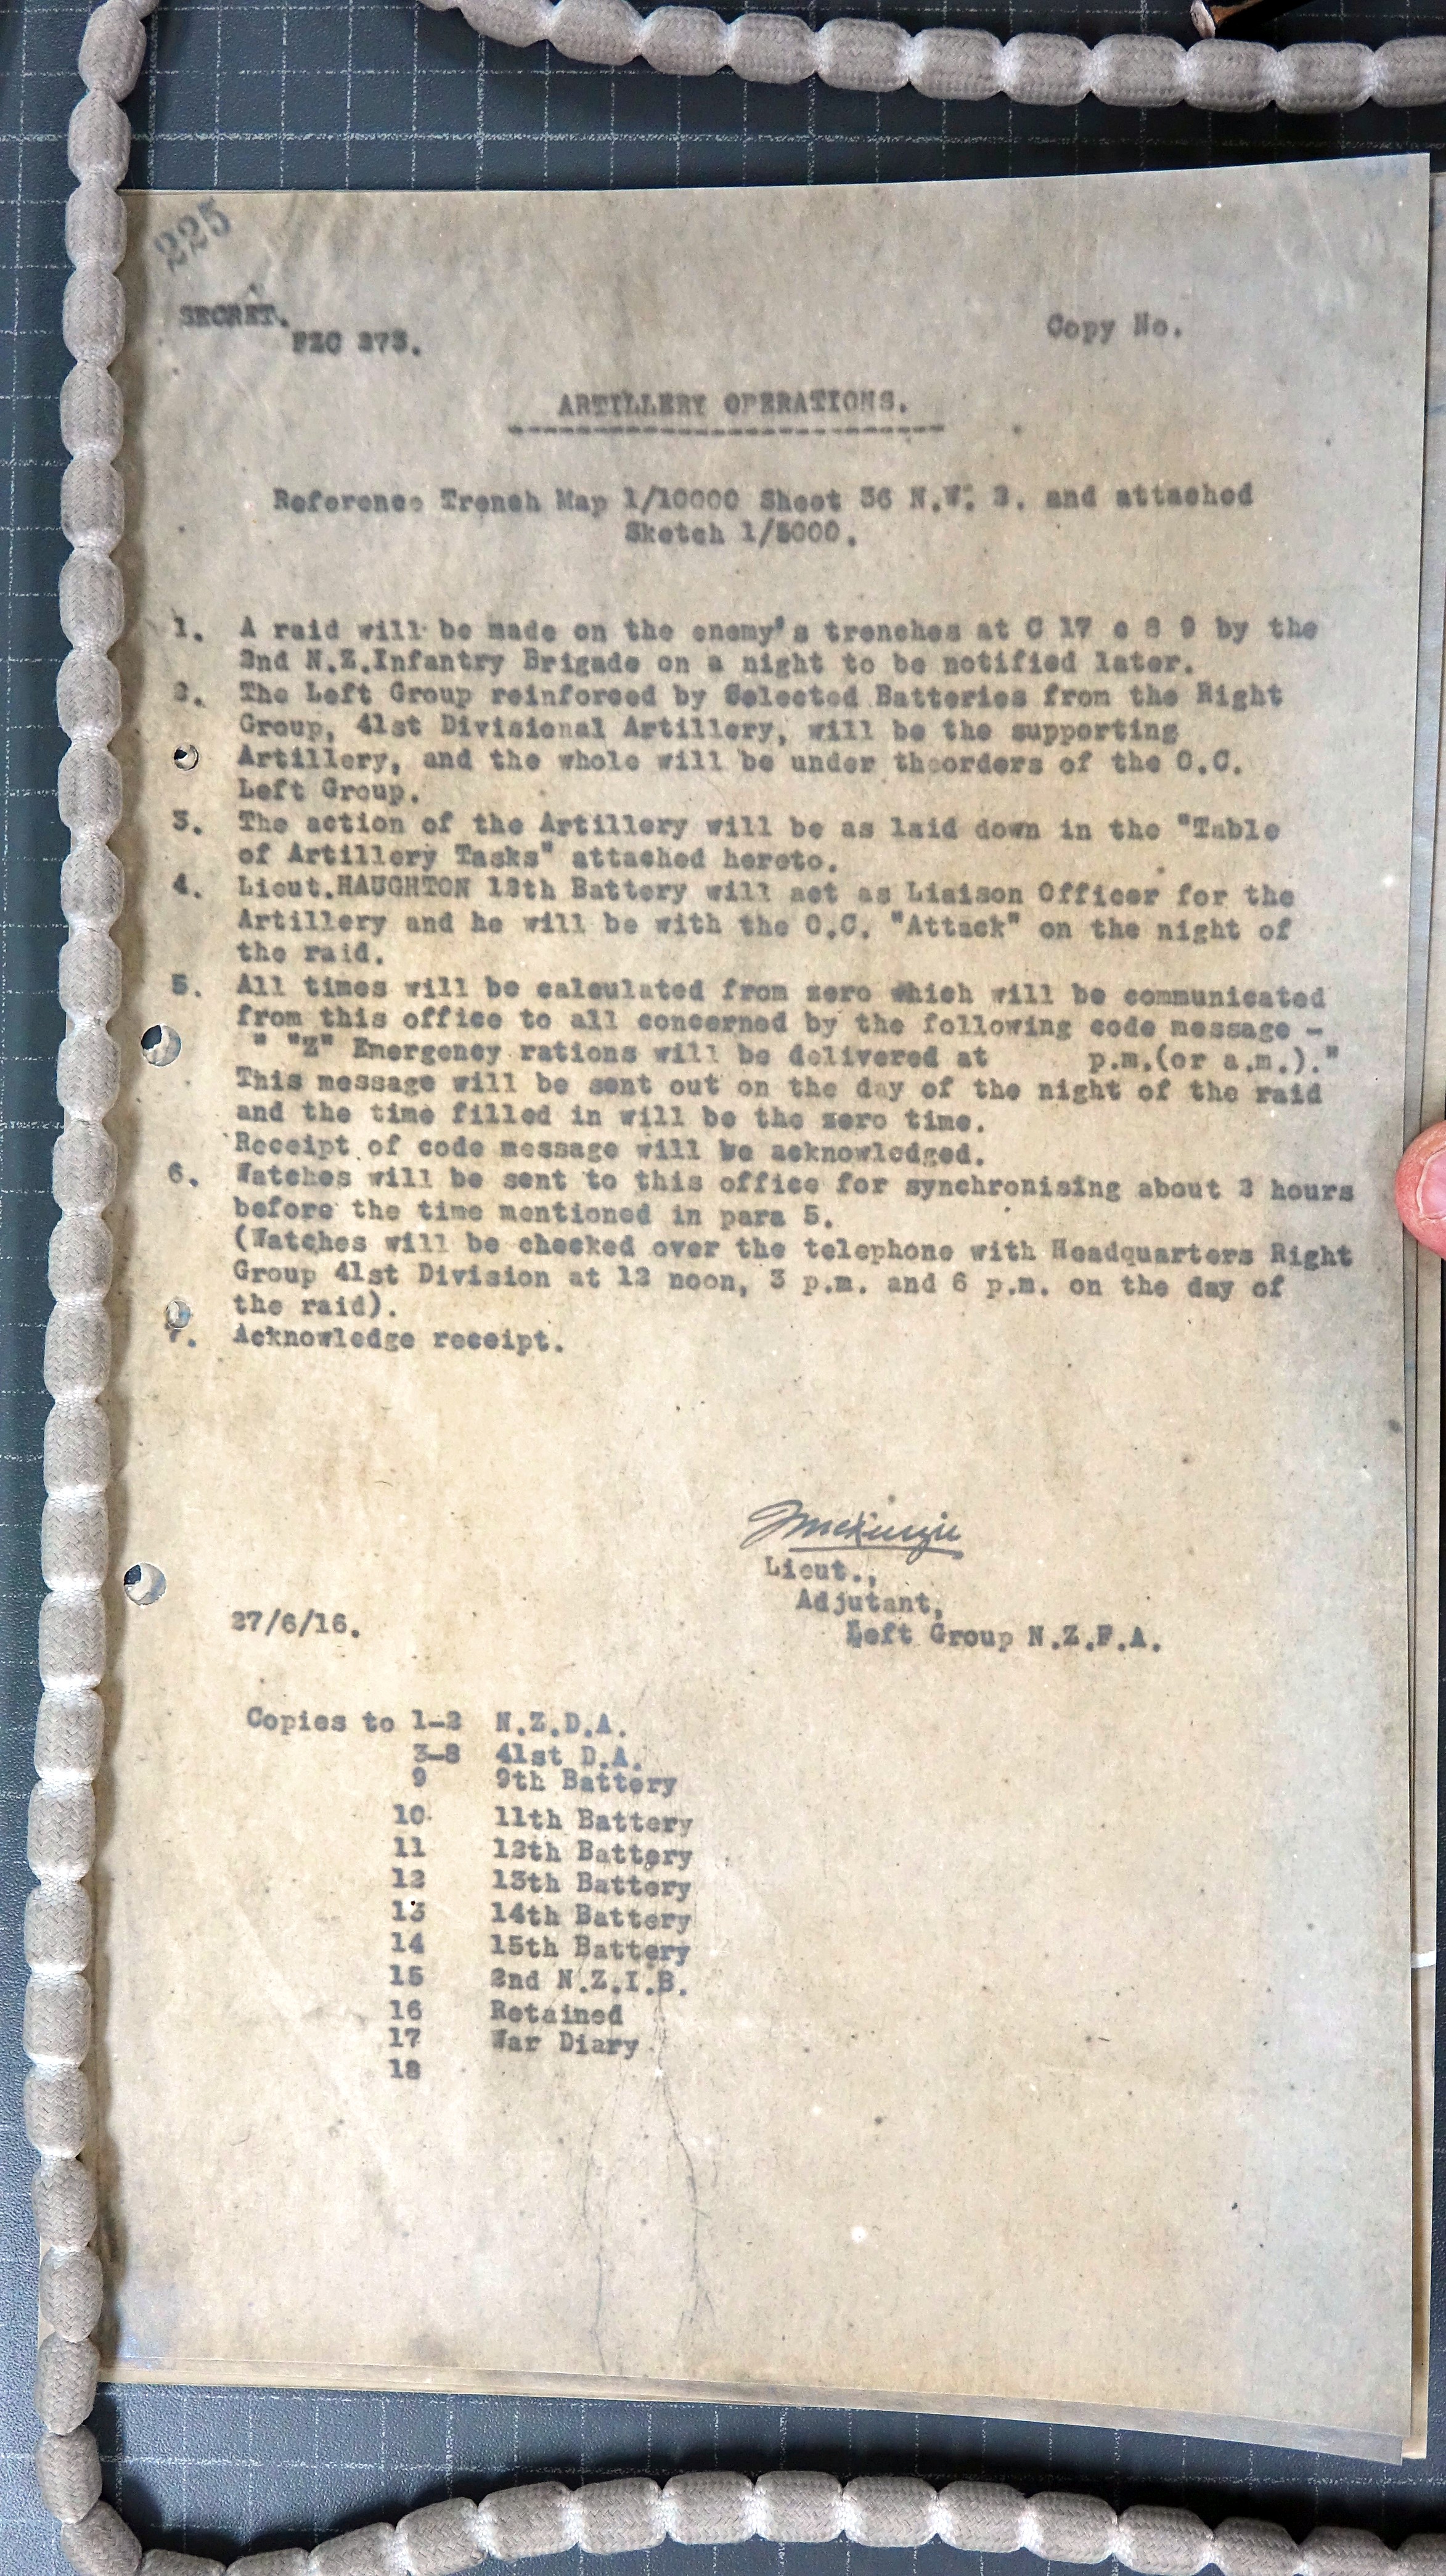 225
SECRET.
FZC 273.
Copy No.
ARTILLERY OPERATIONS.
Reference Trench Map 1/10000 Sheet 36 N.W. 2. and attached
Sketch 1/5000.
1. A raid will be made on the enemy's trenches at C 17 c 8 9 by the
2nd N.Z.Infantry Brigade on a night to be notified later.
2. The Left Group reinforced by Selected Batteries from the Right
Group, 41st Divisional Artillery, will be the supporting
Artillery, and the whole will be under theorders of the O.C.
Left Group.
3. The action of the Artillery will be as laid down in the "Table
of Artillery Tasks" attached hereto.
4. Lieut.HAUGHTON 12th Battery will act as Liaison Officer for the
Artillery and he will be with the O.C. "Attack" on the night of
the raid.
5. All times will be calculated from zero which will be communicated
from this office to all concerned by the following code message -
" "Z" Emergency rations will be delivered at p.m.(or a.m.)."
This message will be sent out on the day of the night of the raid
and the time filled in will be the zero time.
Receipt of code message will be acknowledged.
6. Watches will be sent to this office for synchronising about 2 hours
before the time mentioned in para 5.
(Watches will be checked over the telephone with Headquarters Right
Group 41st Division at 12 noon, 3 p.m. and 6 p.m. on the day of
the raid).
7. Acknowledge receipt.
McKenzie
Lieut.,
Adjutant,
Left Group N.Z.F.A.
27/6/16.
Copies to 1-2 N.Z.D.A.
3-8 41st D.A.
9 9th Battery
10 11th Battery
11 12th Battery
12 13th Battery
13 14th Battery
14 15th Battery
15 2nd N.Z.I.B.
16 Retained
17 War Diary
18